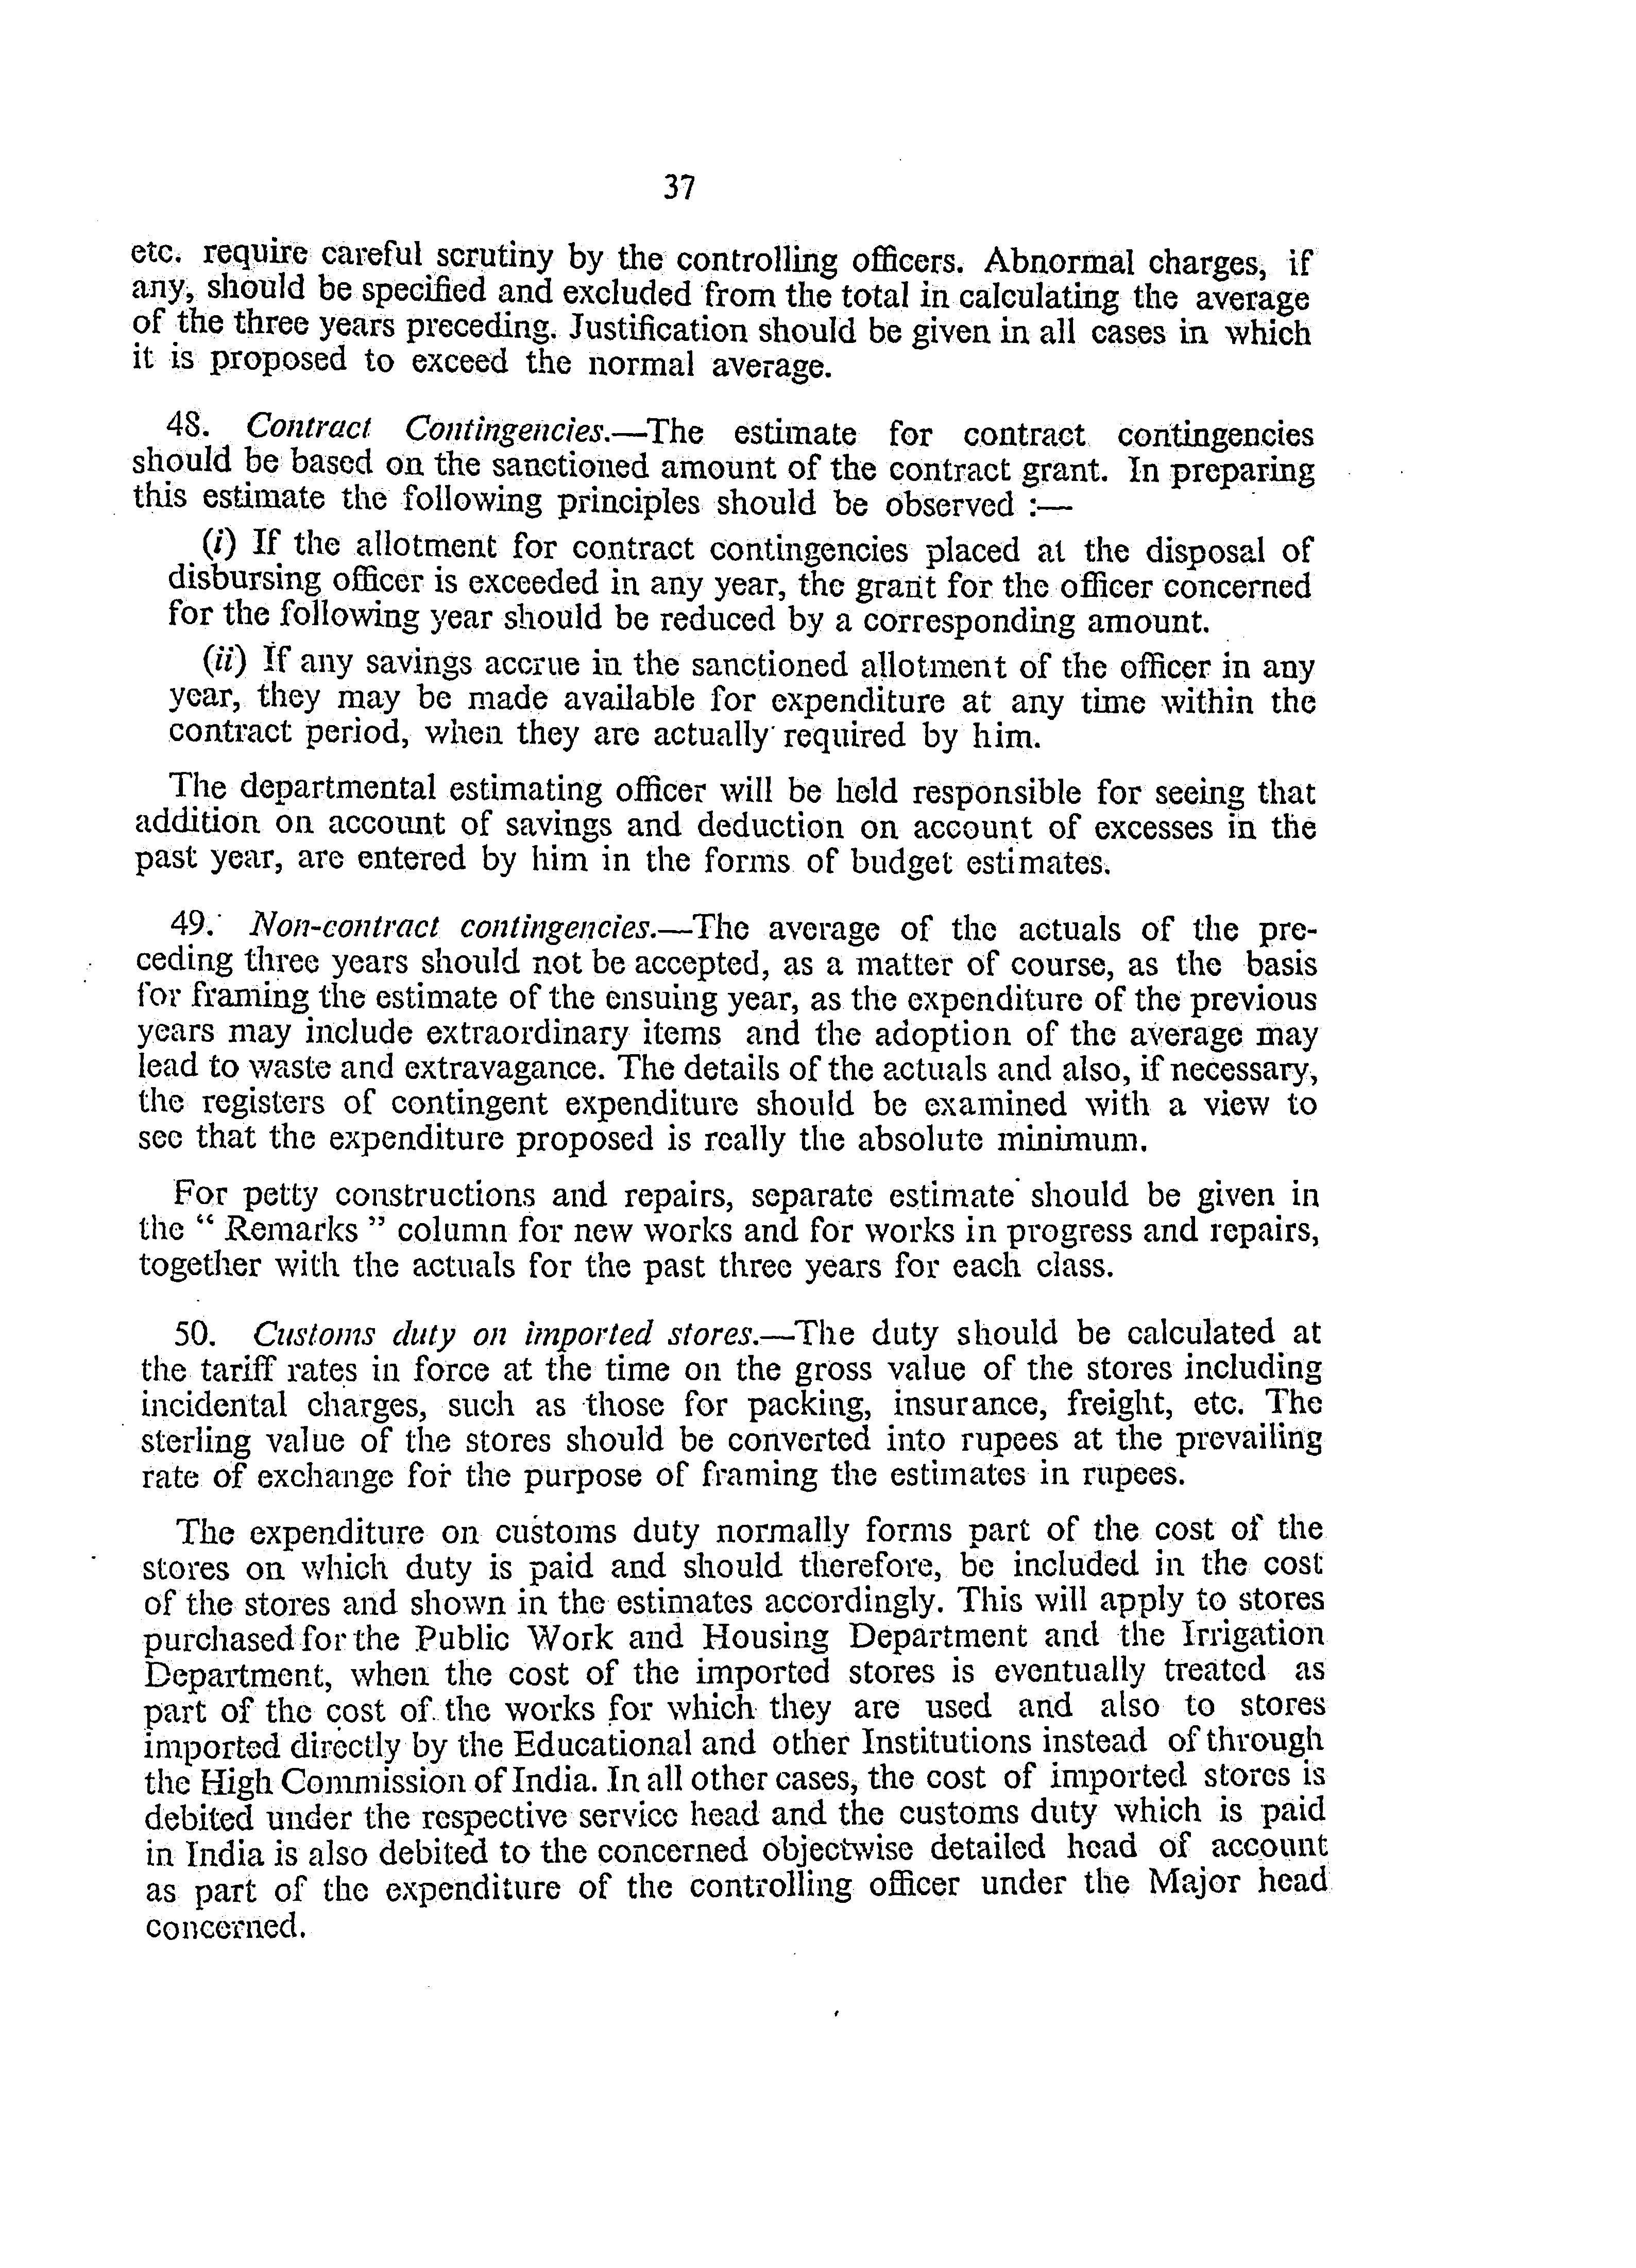 37
etc. require careful scrutiny by the controlling officers. Abnormal charges, if
any, should be specified and excluded from the total in calculating the average
of the three years preceding. Justification should be given in all cases in which
it is proposed to exceed the normal average.
48. Contract Contingencies.—The estimate for contract contingencies
should be based on the sanctioned amount of the contract grant. In preparing
this estimate the following principles should be observed :—
(i) If the allotment for contract contingencies placed at the disposal of
disbursing officer is exceeded in any year, the grant for the officer concerned
for the following year should be reduced by a corresponding amount.
(ii) If any savings accrue in the sanctioned allotment of the officer in any
year, they may be made available for expenditure at any time within the
contract period, when they are actually required by him.
The departmental estimating officer will be held responsible for seeing that
addition on account of savings and deduction on account of excesses in the
past year, are entered by him in the forms of budget estimates.
49. Non-contract contingencies.—The average of the actuals of the pre-
ceding three years should not be accepted, as a matter of course, as the basis
for framing the estimate of the ensuing year, as the expenditure of the previous
years may include extraordinary items and the adoption of the average may
lead to waste and extravagance. The details of the actuals and also, if necessary,
the registers of contingent expenditure should be examined with a view to
see that the expenditure proposed is really the absolute minimum.
For petty constructions and repairs, separate estimate should be given in
the “ Remarks ” column for new works and for works in progress and repairs,
together with the actuals for the past three years for each class.
50. Customs duty on imported stores.—The duty should be calculated at
the tariff rates in force at the time on the gross value of the stores including
incidental charges, such as those for packing, insurance, freight, etc. The
sterling value of the stores should be converted into rupees at the prevailing
rate of exchange for the purpose of framing the estimates in rupees.
The expenditure on customs duty normally forms part of the cost of the
stores on which duty is paid and should therefore, be included in the cost
of the stores and shown in the estimates accordingly. This will apply to stores
purchased for the Public Work and Housing Department and the Irrigation
Department, when the cost of the imported stores is eventually treated as
part of the cost of the works for which they are used and also to stores
imported directly by the Educational and other Institutions instead of through
the High Commission of India. In all other cases, the cost of imported stores is
debited under the respective service head and the customs duty which is paid
in India is also debited to the concerned objectwise detailed head of account
as part of the expenditure of the controlling officer under the Major head
concerned.